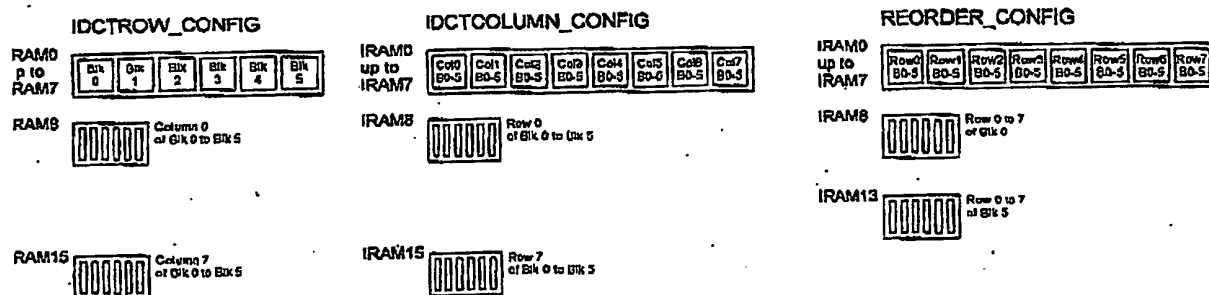 IDCTROW_CONFIG
RAM0
p to
RAM7
Blk 0
Blk 1
Blk 2
Blk 3
Blk 4
Blk 5
RAM8
Column 0
of Blk 0 to Blk 5
RAM15
Column 7
of Blk 0 to Blk 5
IDCTCOLUMN_CONFIG
IRAM0
up to
IRAM7
Col0 B0-5
Col1 B0-5
Col2 B0-5
Col3 B0-5
Col4 B0-5
Col5 B0-5
Col6 B0-5
Col7 B0-5
IRAM8
Row 0
of Blk 0 to Blk 5
IRAM15
Row 7
of Blk 0 to Blk 5
REORDER_CONFIG
IRAM0
up to
IRAM7
Row0 B0-5
Row1 B0-5
Row2 B0-5
Row3 B0-5
Row4 B0-5
Row5 B0-5
Row6 B0-5
Row7 B0-5
IRAM8
Row 0 to 7
of Blk 0
IRAM13
Row 0 to 7
of Blk 5